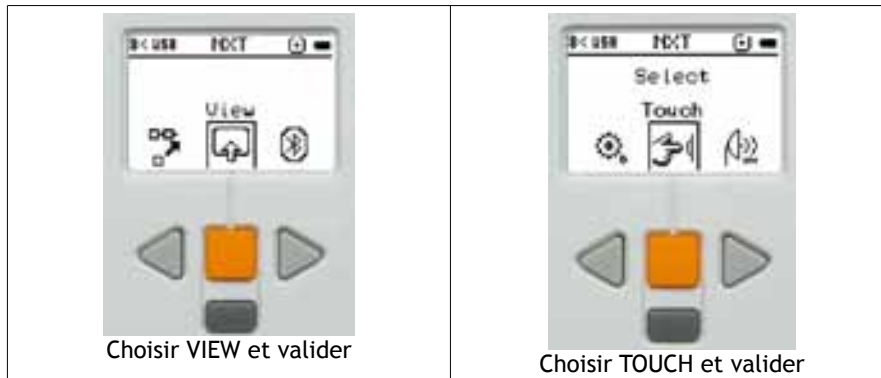 USB NXT
View
Choisir VIEW et valider
USB NXT
Select
Touch
Choisir TOUCH et valider